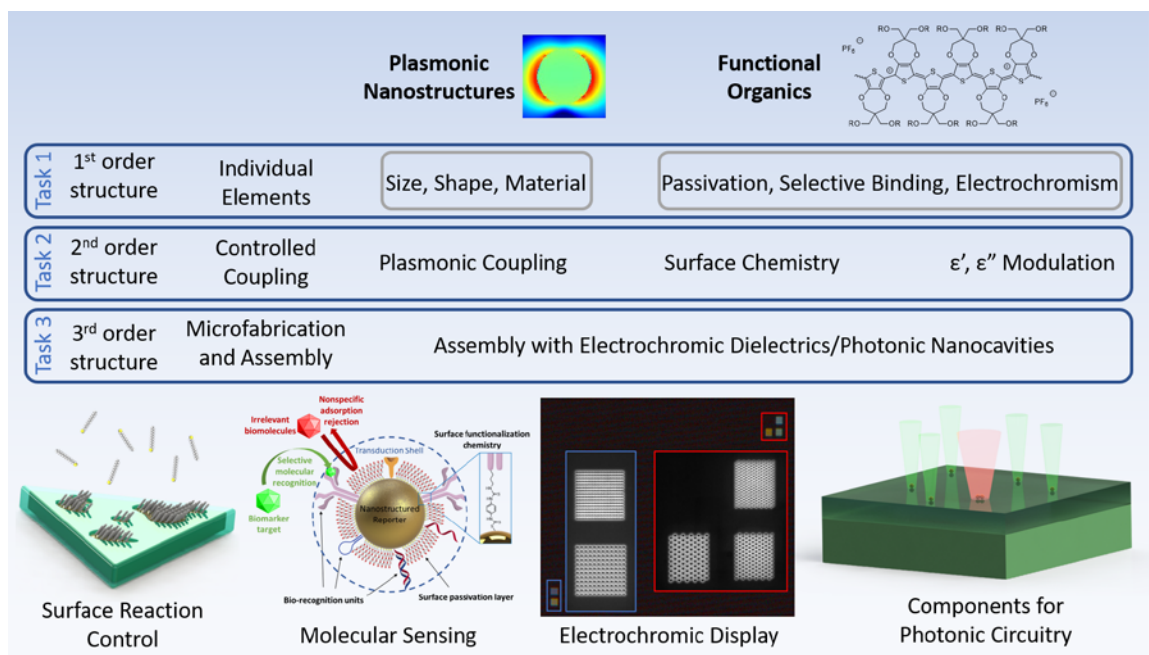 Plasmonic
Nanostructures
Functional
Organics
RO OR RO OR RO OR
PF6 ⊖
O O O O O O
S S S
⊕ ⊕
S S S
O O O O O O
PF6 ⊖
RO OR RO OR RO OR
Task 1
1st order
structure
Individual
Elements
Size, Shape, Material
Passivation, Selective Binding, Electrochromism
Task 2
2nd order
structure
Controlled
Coupling
Plasmonic Coupling
Surface Chemistry
ε′, ε″ Modulation
Task 3
3rd order
structure
Microfabrication
and Assembly
Assembly with Electrochromic Dielectrics/Photonic Nanocavities
Surface Reaction
Control
Irrelevant
biomolecules
Nonspecific
adsorption
rejection
Surface functionalization
chemistry
Transduction Shell
Selective
molecular
recognition
Nanostructured
Reporter
Biomarker
target
Bio-recognition units
Surface passivation layer
Molecular Sensing
Electrochromic Display
Components for
Photonic Circuitry